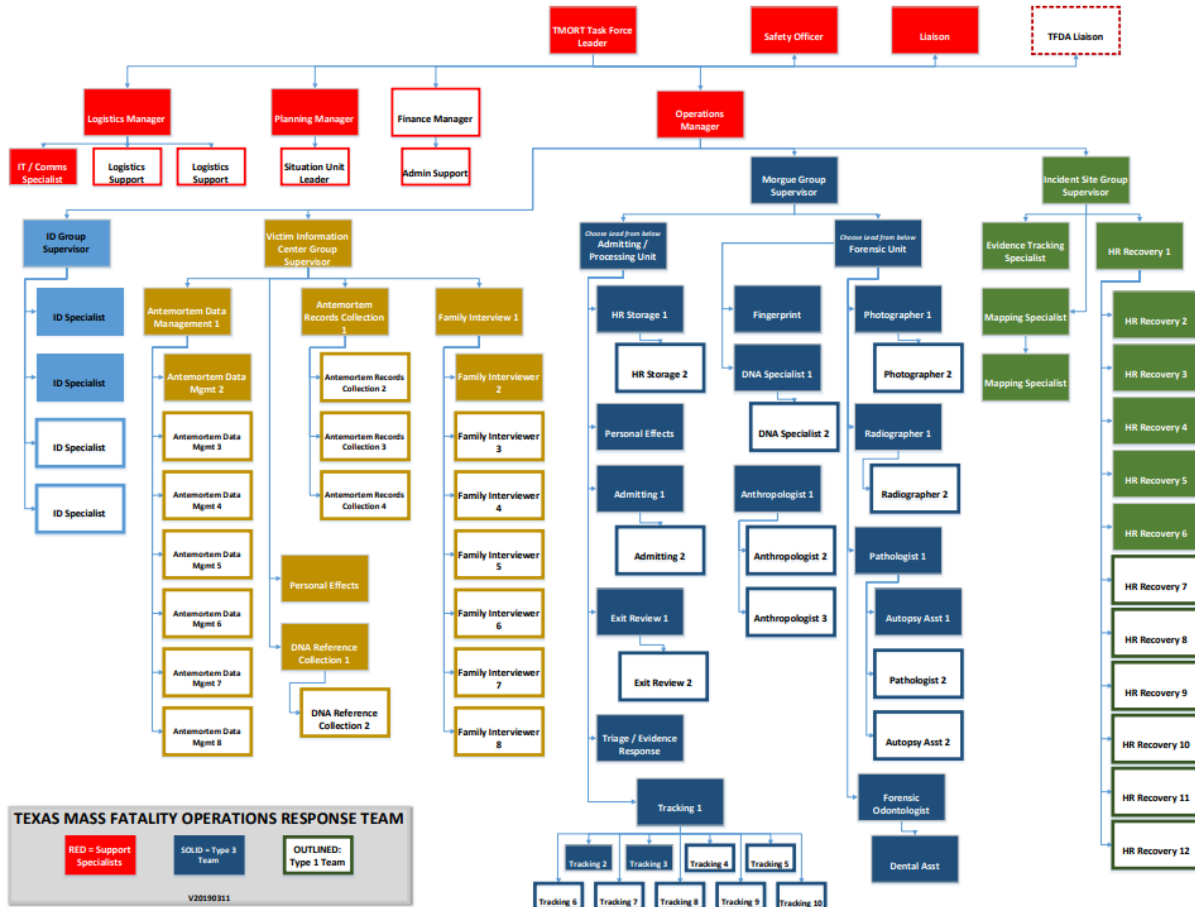 TMORT Task Force
Leader
Safety Officer
Liaison
TFDA Liaison
Logistics Manager
Planning Manager
Finance Manager
Operations
Manager
IT / Comms
Specialist
Logistics
Support
Logistics
Support
Situation Unit
Leader
Admin Support
Morgue Group
Supervisor
Incident Site Group
Supervisor
ID Group
Supervisor
Victim Information
Center Group
Supervisor
Choose Lead from below
Admitting /
Processing Unit
Choose Lead from below
Forensic Unit
Evidence Tracking
Specialist
HR Recovery 1
ID Specialist
ID Specialist
ID Specialist
ID Specialist
Antemortem Data
Management 1
Antemortem Data
Mgmt 2
Antemortem Data
Mgmt 3
Antemortem Data
Mgmt 4
Antemortem Data
Mgmt 5
Antemortem Data
Mgmt 6
Antemortem Data
Mgmt 7
Antemortem Data
Mgmt 8
Antemortem
Records Collection
1
Antemortem Records
Collection 2
Antemortem Records
Collection 3
Antemortem Records
Collection 4
Personal Effects
DNA Reference
Collection 1
DNA Reference
Collection 2
Family Interview 1
Family Interviewer
2
Family Interviewer
3
Family Interviewer
4
Family Interviewer
5
Family Interviewer
6
Family Interviewer
7
Family Interviewer
8
HR Storage 1
HR Storage 2
Personal Effects
Admitting 1
Admitting 2
Exit Review 1
Exit Review 2
Triage / Evidence
Response
Tracking 1
Tracking 2
Tracking 3
Tracking 4
Tracking 5
Tracking 6
Tracking 7
Tracking 8
Tracking 9
Tracking 10
Fingerprint
DNA Specialist 1
DNA Specialist 2
Anthropologist 1
Anthropologist 2
Anthropologist 3
Photographer 1
Photographer 2
Radiographer 1
Radiographer 2
Pathologist 1
Autopsy Asst 1
Pathologist 2
Autopsy Asst 2
Forensic
Odontologist
Dental Asst
Mapping Specialist
Mapping Specialist
HR Recovery 2
HR Recovery 3
HR Recovery 4
HR Recovery 5
HR Recovery 6
HR Recovery 7
HR Recovery 8
HR Recovery 9
HR Recovery 10
HR Recovery 11
HR Recovery 12
TEXAS MASS FATALITY OPERATIONS RESPONSE TEAM
RED = Support
Specialists
SOLID = Type 3
Team
OUTLINED:
Type 1 Team
V20190311